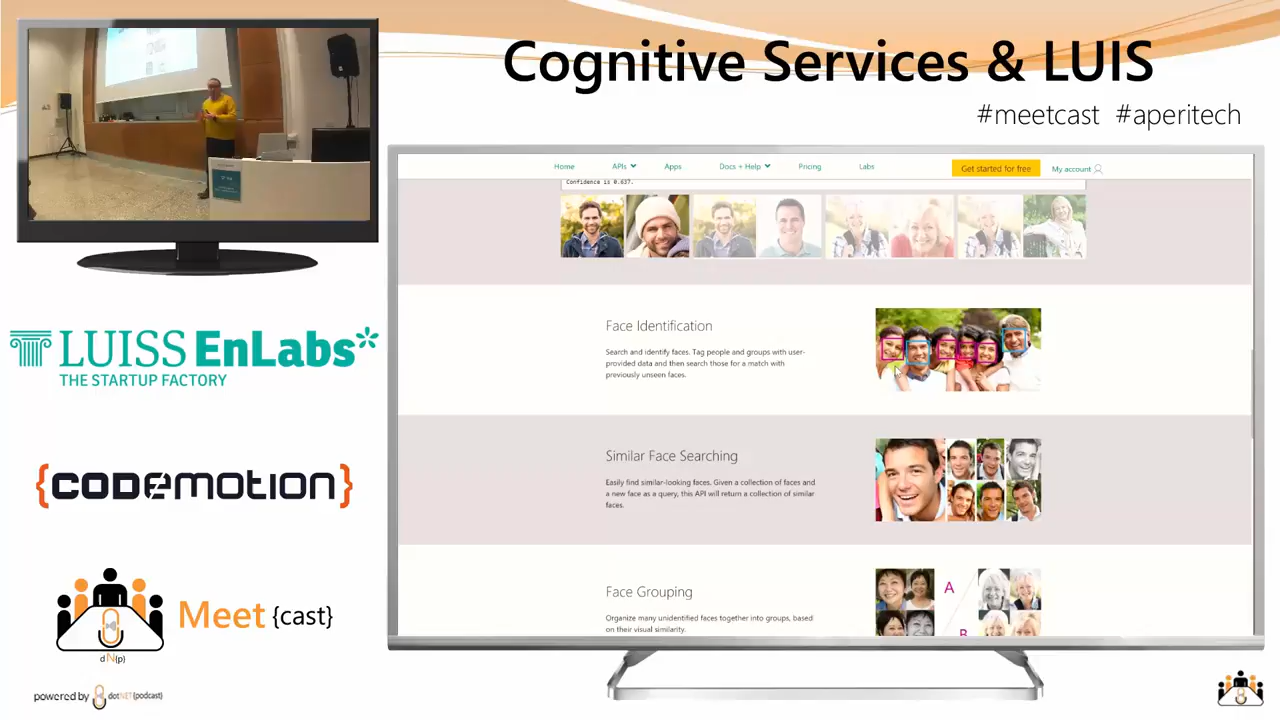 Cognitive Services & LUIS
#meetcast #aperitech
Home APIs Apps Docs + Help Pricing Labs Get started for free My account
Confidence is 0.637.
Face Identification
Search and identify faces. Tag people and groups with user-
provided data and then search those for a match with
previously unseen faces.
Similar Face Searching
Easily find similar-looking faces. Given a collection of faces and
a new face as a query, this API will return a collection of similar
faces.
Face Grouping
Organize many unidentified faces together into groups, based
on their visual similarity.
A
B
LUISS EnLabs*
THE STARTUP FACTORY
{CODEMOTION}
Meet {cast}
d N{p}
powered by dotNET{podcast}